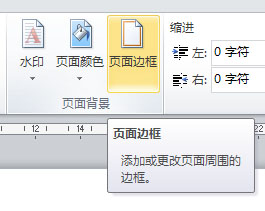 缩进
水印 页面颜色 页面边框 左: 0 字符
右: 0 字符
页面背景
12 14 22
页面边框
添加或更改页面周围的
边框。